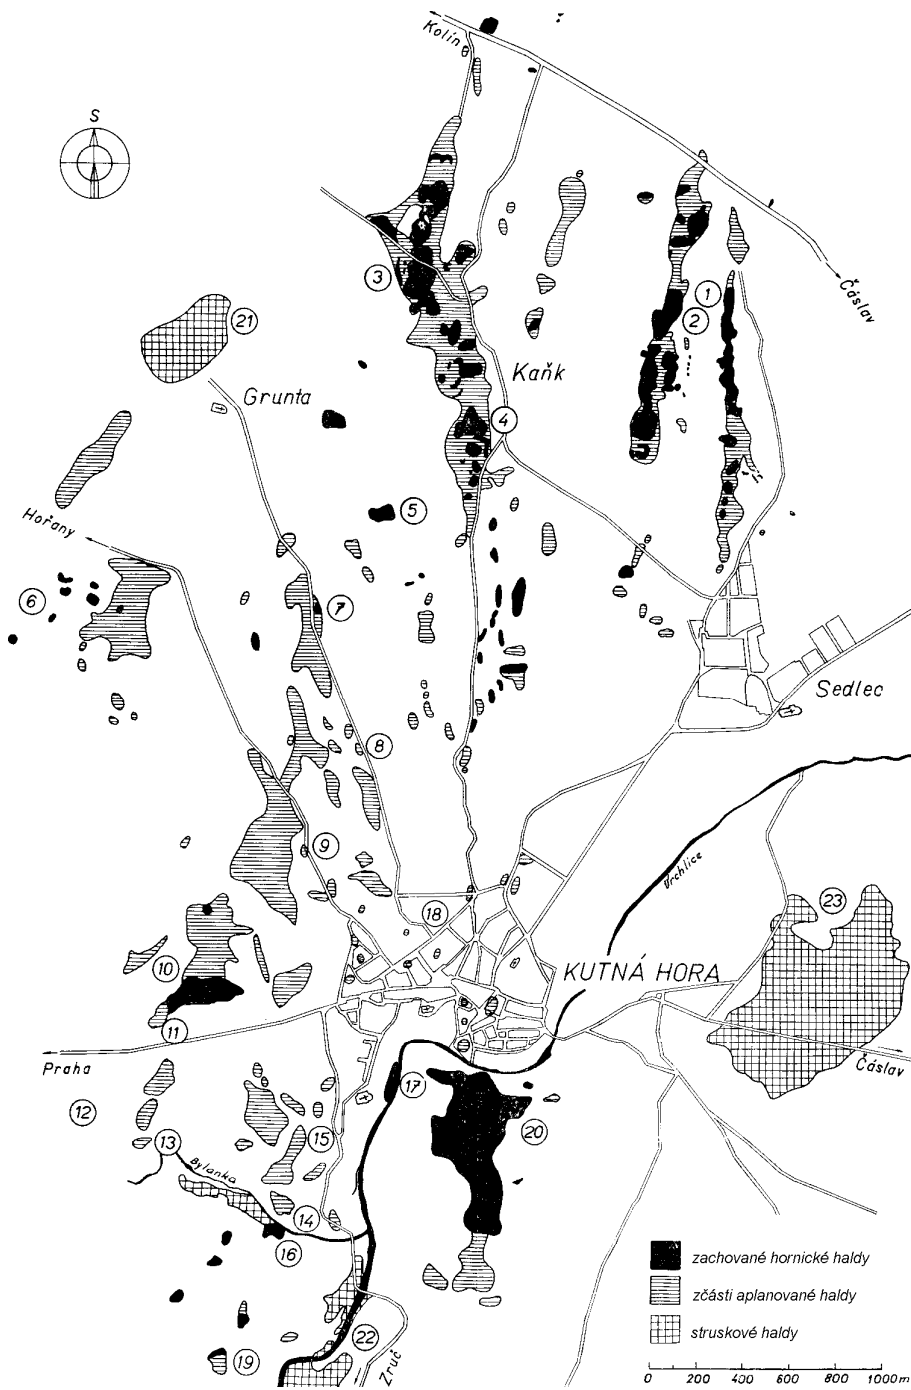 Kolín
S
3
1
2
Čáslav
21
Kaňk
Grunta
4
5
Hořany
6
7
Sedlec
8
9
Vrchlice
23
18
10
KUTNÁ HORA
11
Praha
Čáslav
17
12
20
15
13
Bylanka
14
16
zachované hornické haldy
zčásti aplanované haldy
22
struskové haldy
19
Zruč
0 200 400 600 800 1000 m